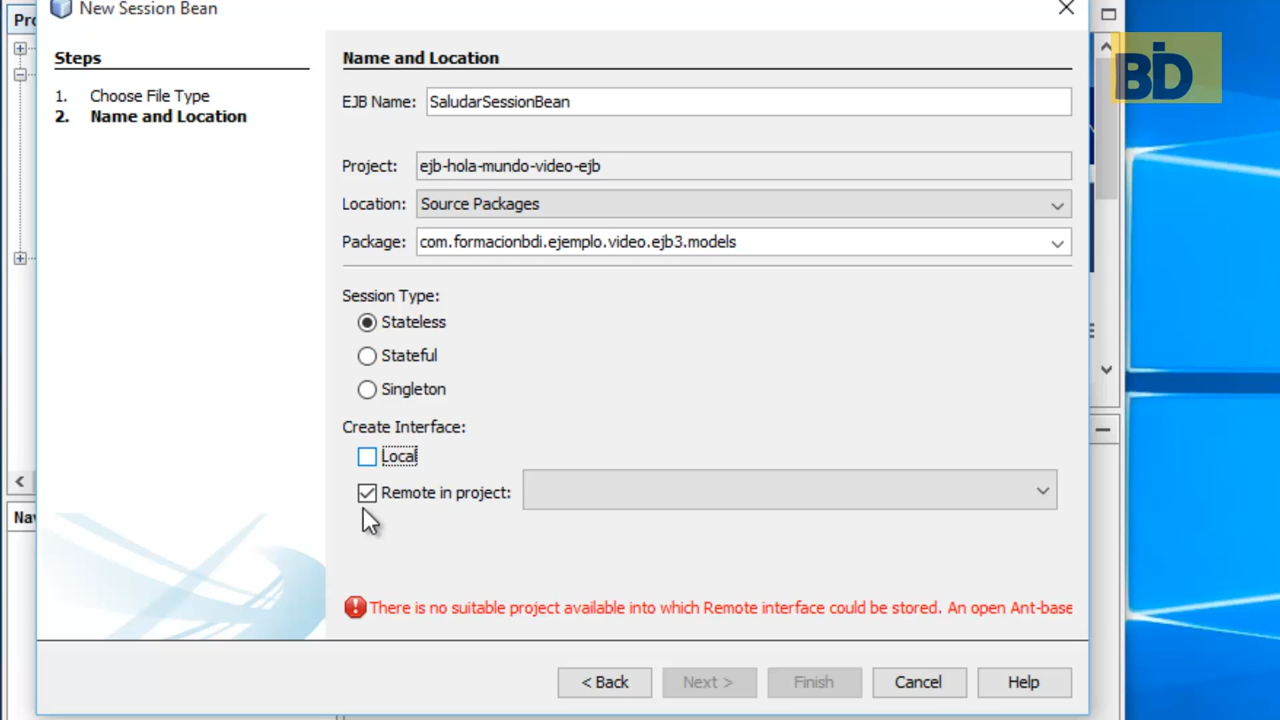 New Session Bean
Pro
BD
Steps
1. Choose File Type
2. Name and Location
Name and Location
EJB Name: SaludarSessionBean
Project: ejb-hola-mundo-video-ejb
Location: Source Packages
Package: com.formacionbdi.ejemplo.video.ejb3.models
Session Type:
Stateless
Stateful
Singleton
Create Interface:
Local
Remote in project:
Nav
There is no suitable project available into which Remote interface could be stored. An open Ant-base
< Back
Next >
Finish
Cancel
Help